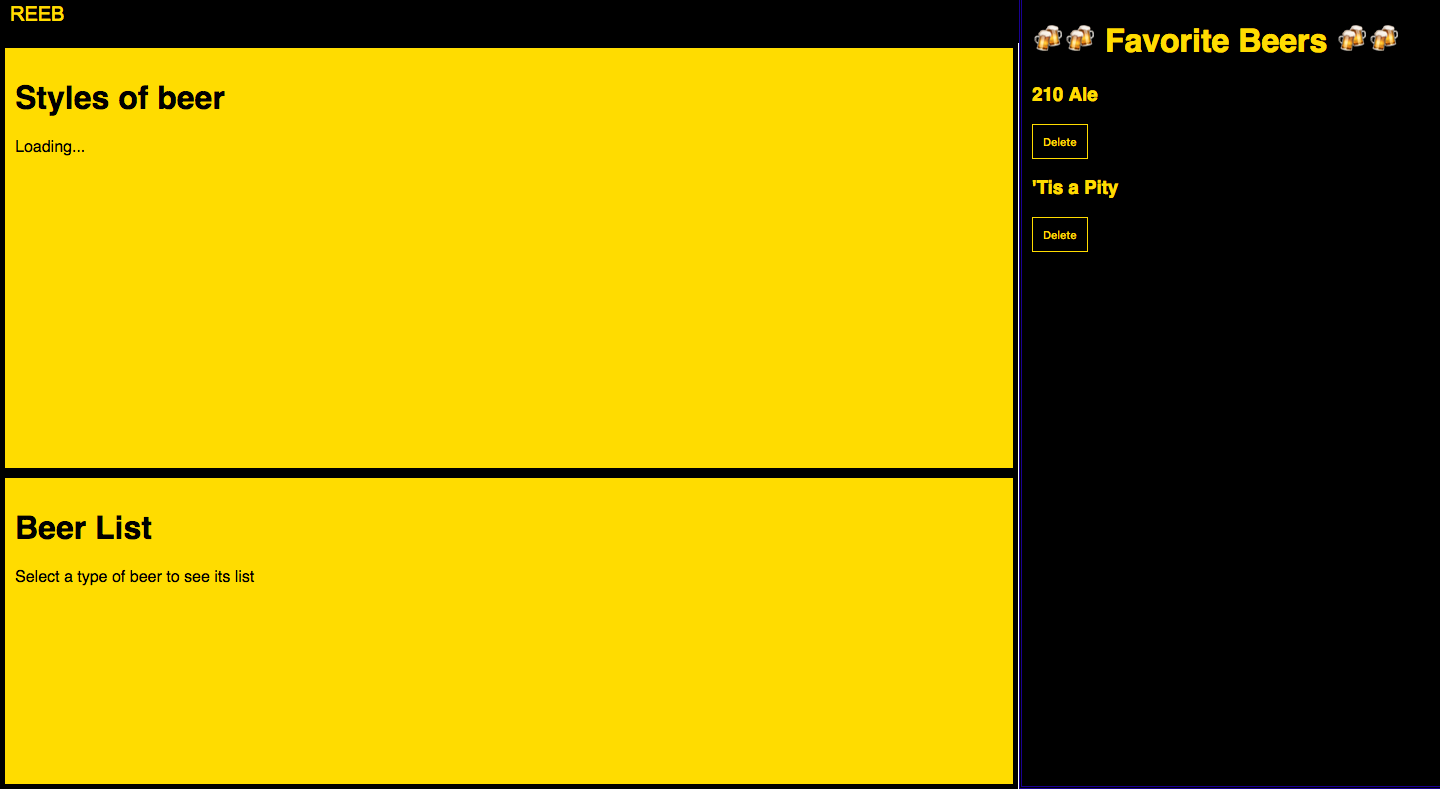 REEB
Styles of beer
Loading...
Beer List
Select a type of beer to see its list
Favorite Beers
210 Ale
Delete
'Tis a Pity
Delete